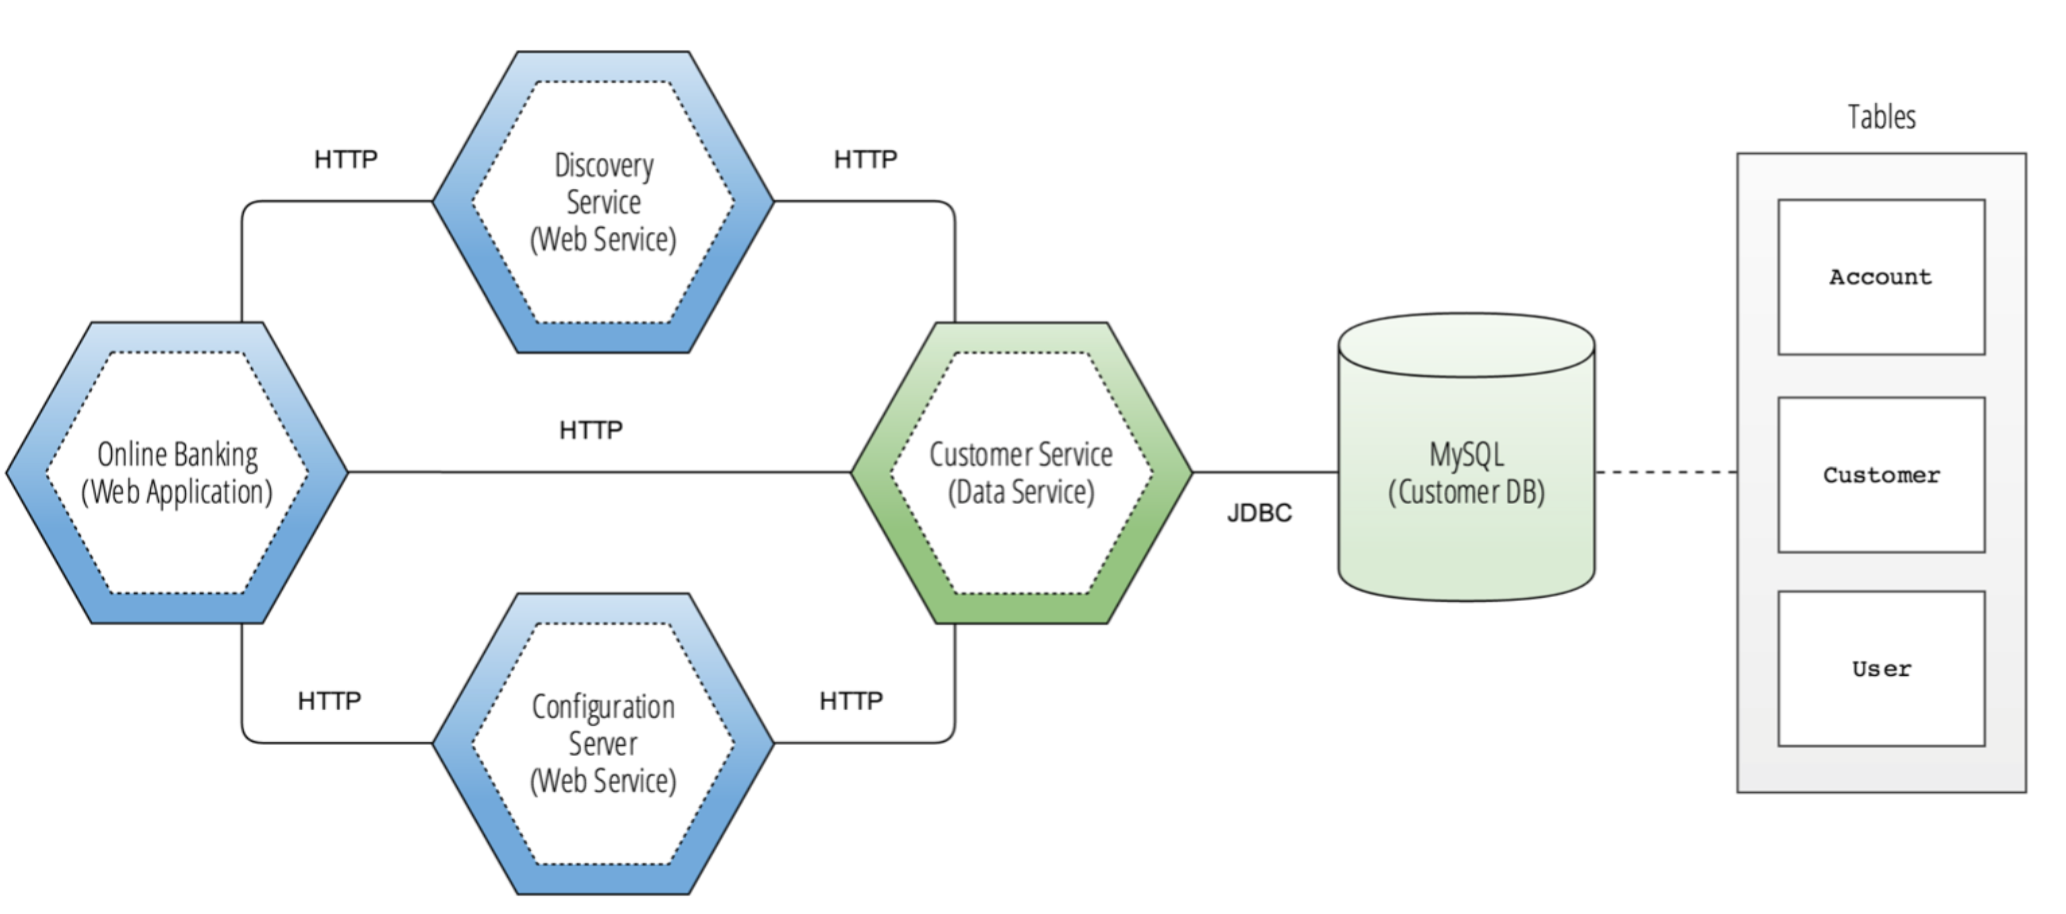 Tables
HTTP
Discovery
Service
(Web Service)
HTTP
Account
HTTP
Online Banking
(Web Application)
Customer Service
(Data Service)
JDBC
MySQL
(Customer DB)
Customer
HTTP
Configuration
Server
(Web Service)
HTTP
User